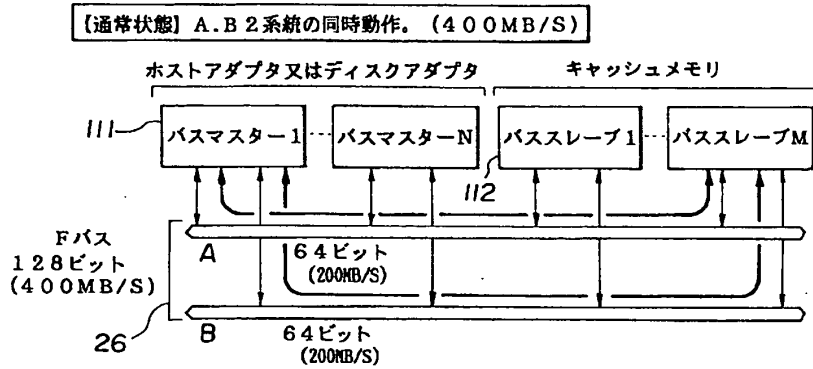 【通常状態】A.B2系統の同時動作。(400MB/S)
ホストアダプタ又はディスクアダプタ
キャッシュメモリ
111
バスマスター1
バスマスターN
バススレーブ1
バススレーブM
112
Fバス
128ビット
(400MB/S)
26
A
64ビット
(200MB/S)
B
64ビット
(200MB/S)